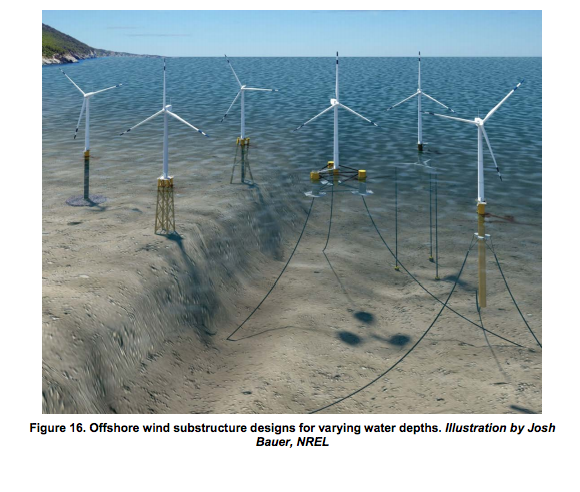 Figure 16. Offshore wind substructure designs for varying water depths. Illustration by Josh
Bauer, NREL